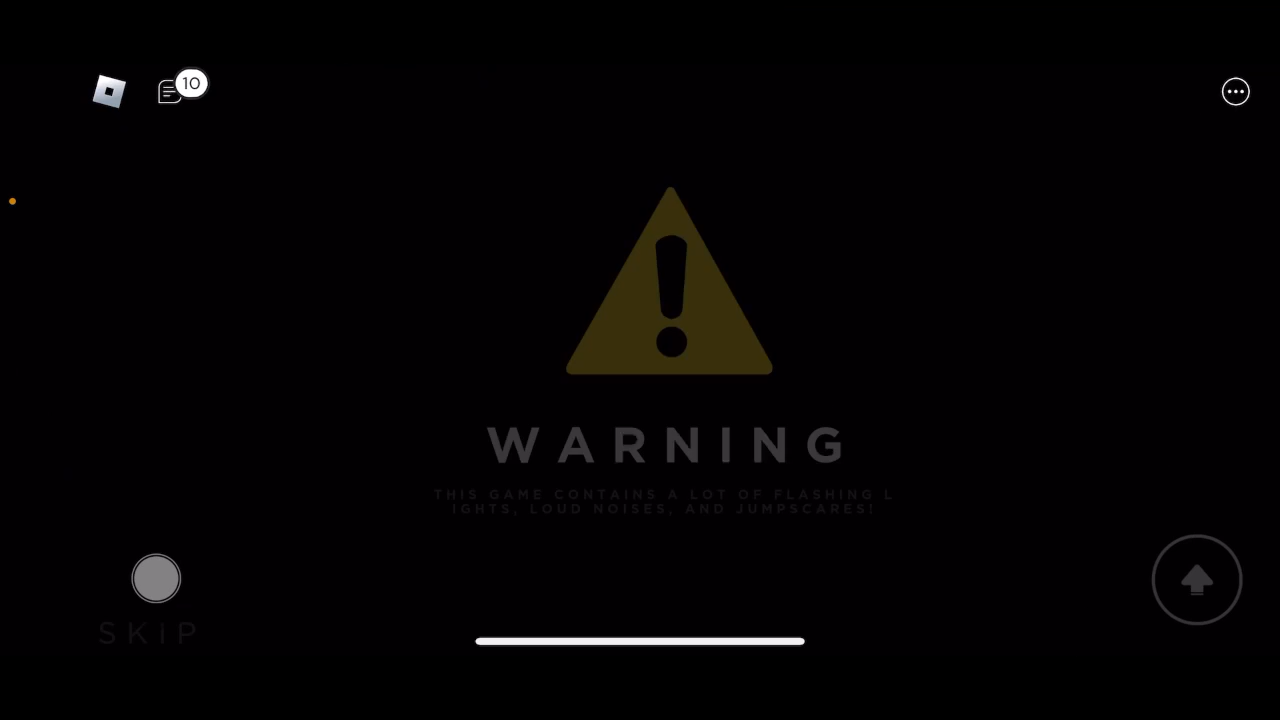 10
WARNING
THIS GAME CONTAINS A LOT OF FLASHING L
IGHTS, LOUD NOISES, AND JUMPSCARES!
SKIP